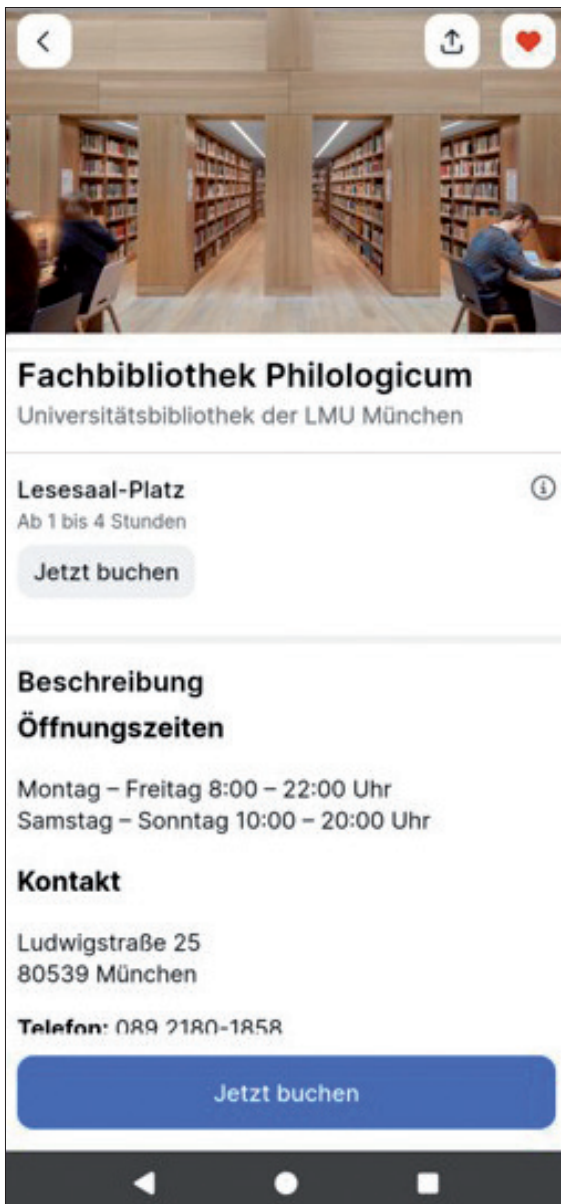 Fachbibliothek Philologicum
Universitätsbibliothek der LMU München
Lesesaal-Platz
Ab 1 bis 4 Stunden
Jetzt buchen
Beschreibung
Öffnungszeiten
Montag – Freitag 8:00 – 22:00 Uhr
Samstag – Sonntag 10:00 – 20:00 Uhr
Kontakt
Ludwigstraße 25
80539 München
Telefon: 089 2180-1858
Jetzt buchen